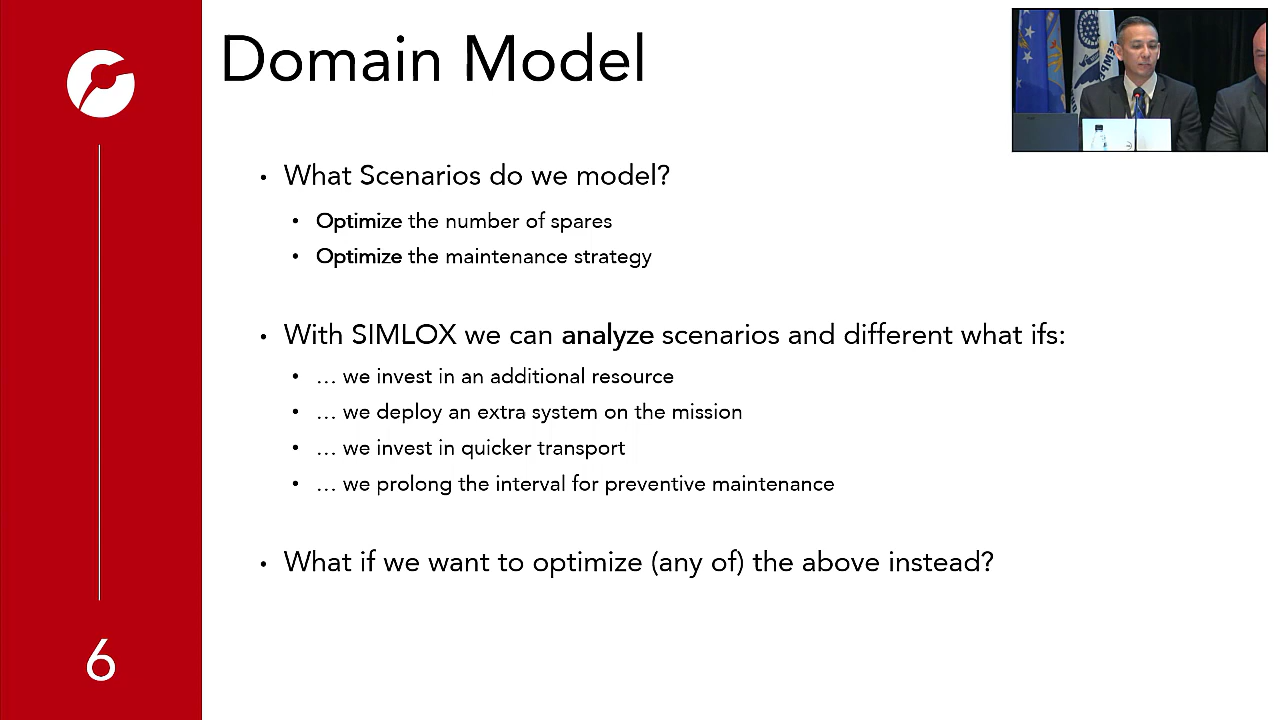 Domain Model
• What Scenarios do we model?
• Optimize the number of spares
• Optimize the maintenance strategy
• With SIMLOX we can analyze scenarios and different what ifs:
• … we invest in an additional resource
• … we deploy an extra system on the mission
• … we invest in quicker transport
• … we prolong the interval for preventive maintenance
• What if we want to optimize (any of) the above instead?
6